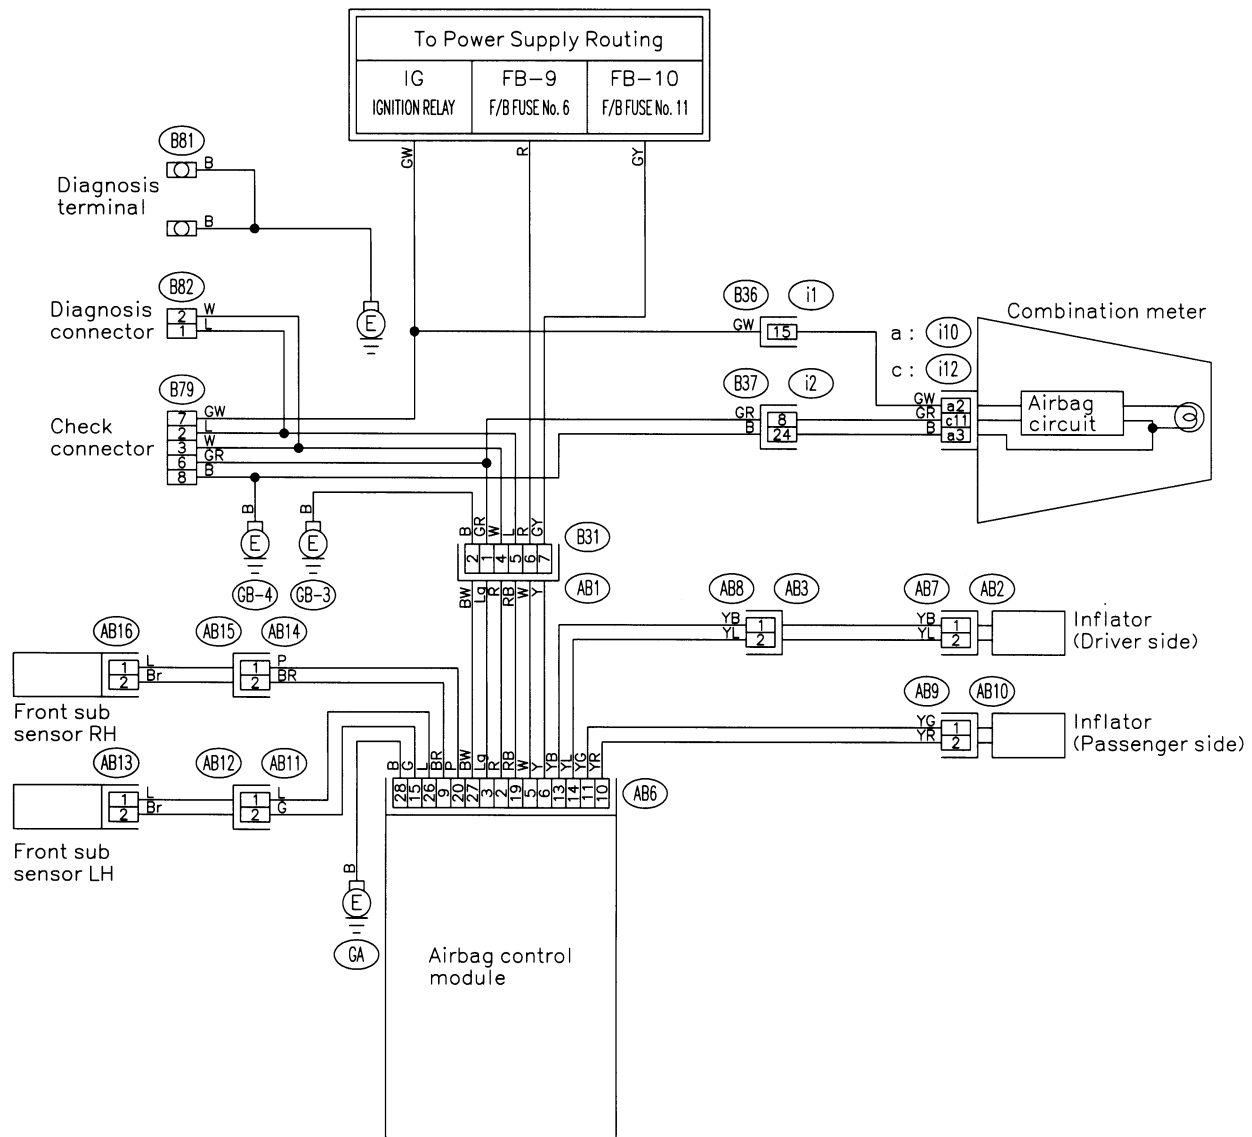 To Power Supply Routing
IG FB-9 FB-10
IGNITION RELAY F/B FUSE No. 6 F/B FUSE No. 11
GW R GY
B81
B
Diagnosis
terminal
B
E
B82
Diagnosis
connector
2 W
1 L
B79
Check
connector
7 GW
2 L
3 W
6 GR
8 B
B B
E E
GB-4 GB-3
B36 i1
GW 15
B37 i2
GR 8
B 24
Combination meter
a : i10
c : i12
GW a2
GR c11
B a3
Airbag
circuit
B GR W L R GY
2 1 4 5 6 7
B31
AB1
BW Lg R RB W Y
AB8 AB3 AB7 AB2
YB 1 YB 1
YL 2 YL 2
Inflator
(Driver side)
AB9 AB10
YG 1
YR 2
Inflator
(Passenger side)
AB16 AB15 AB14
1 L 1 P
2 Br 2 BR
Front sub
sensor RH
AB13 AB12 AB11
1 L 1 L
2 Br 2 G
Front sub
sensor LH
B G L BR P BW Lg R RB W Y YB YL YG YR
28 15 26 9 20 27 3 2 19 5 6 13 14 11 10
AB6
B
E
GA
Airbag control
module